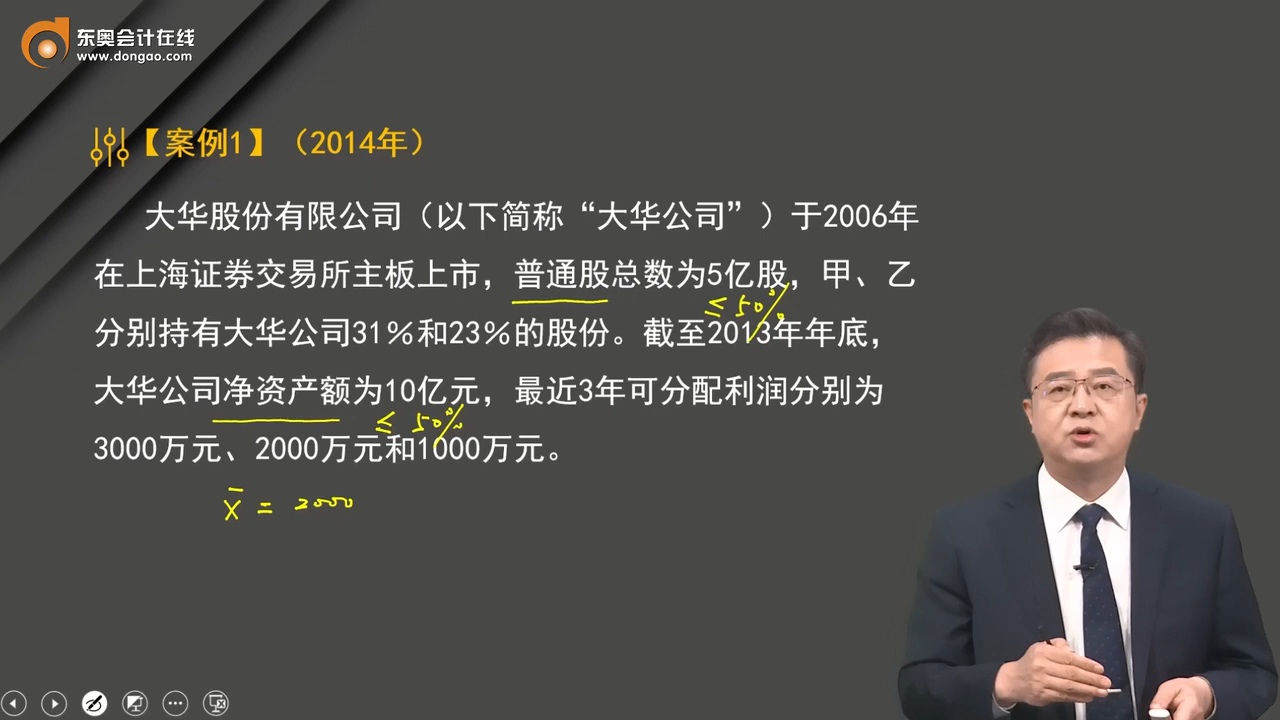 东奥会计在线
www.dongao.com
【案例1】（2014年）
大华股份有限公司（以下简称“大华公司”）于2006年
在上海证券交易所主板上市，普通股总数为5亿股，甲、乙
≤50%
分别持有大华公司31％和23％的股份。截至2013年年底，
大华公司净资产额为10亿元，最近3年可分配利润分别为
≤50%
3000万元、2000万元和1000万元。
x̄ = 2000